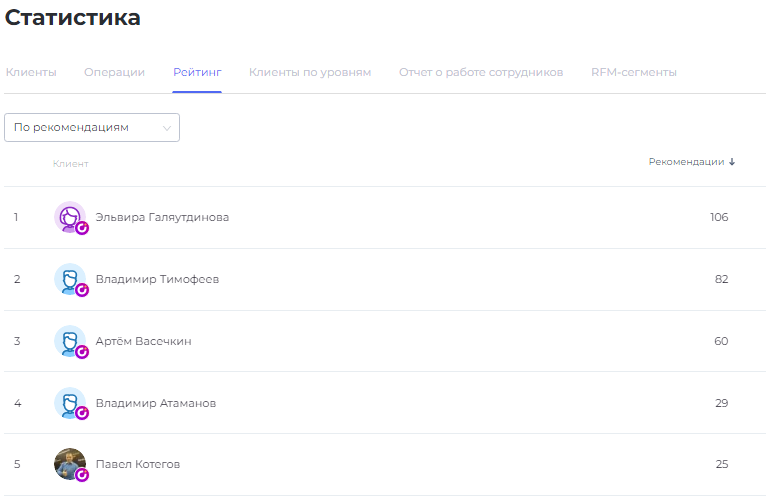 Статистика
Клиенты Операции Рейтинг Клиенты по уровням Отчет о работе сотрудников RFM-сегменты
По рекомендациям
Клиент Рекомендации ↓
1 Эльвира Галяутдинова 106
2 Владимир Тимофеев 82
3 Артём Васечкин 60
4 Владимир Атаманов 29
5 Павел Котегов 25